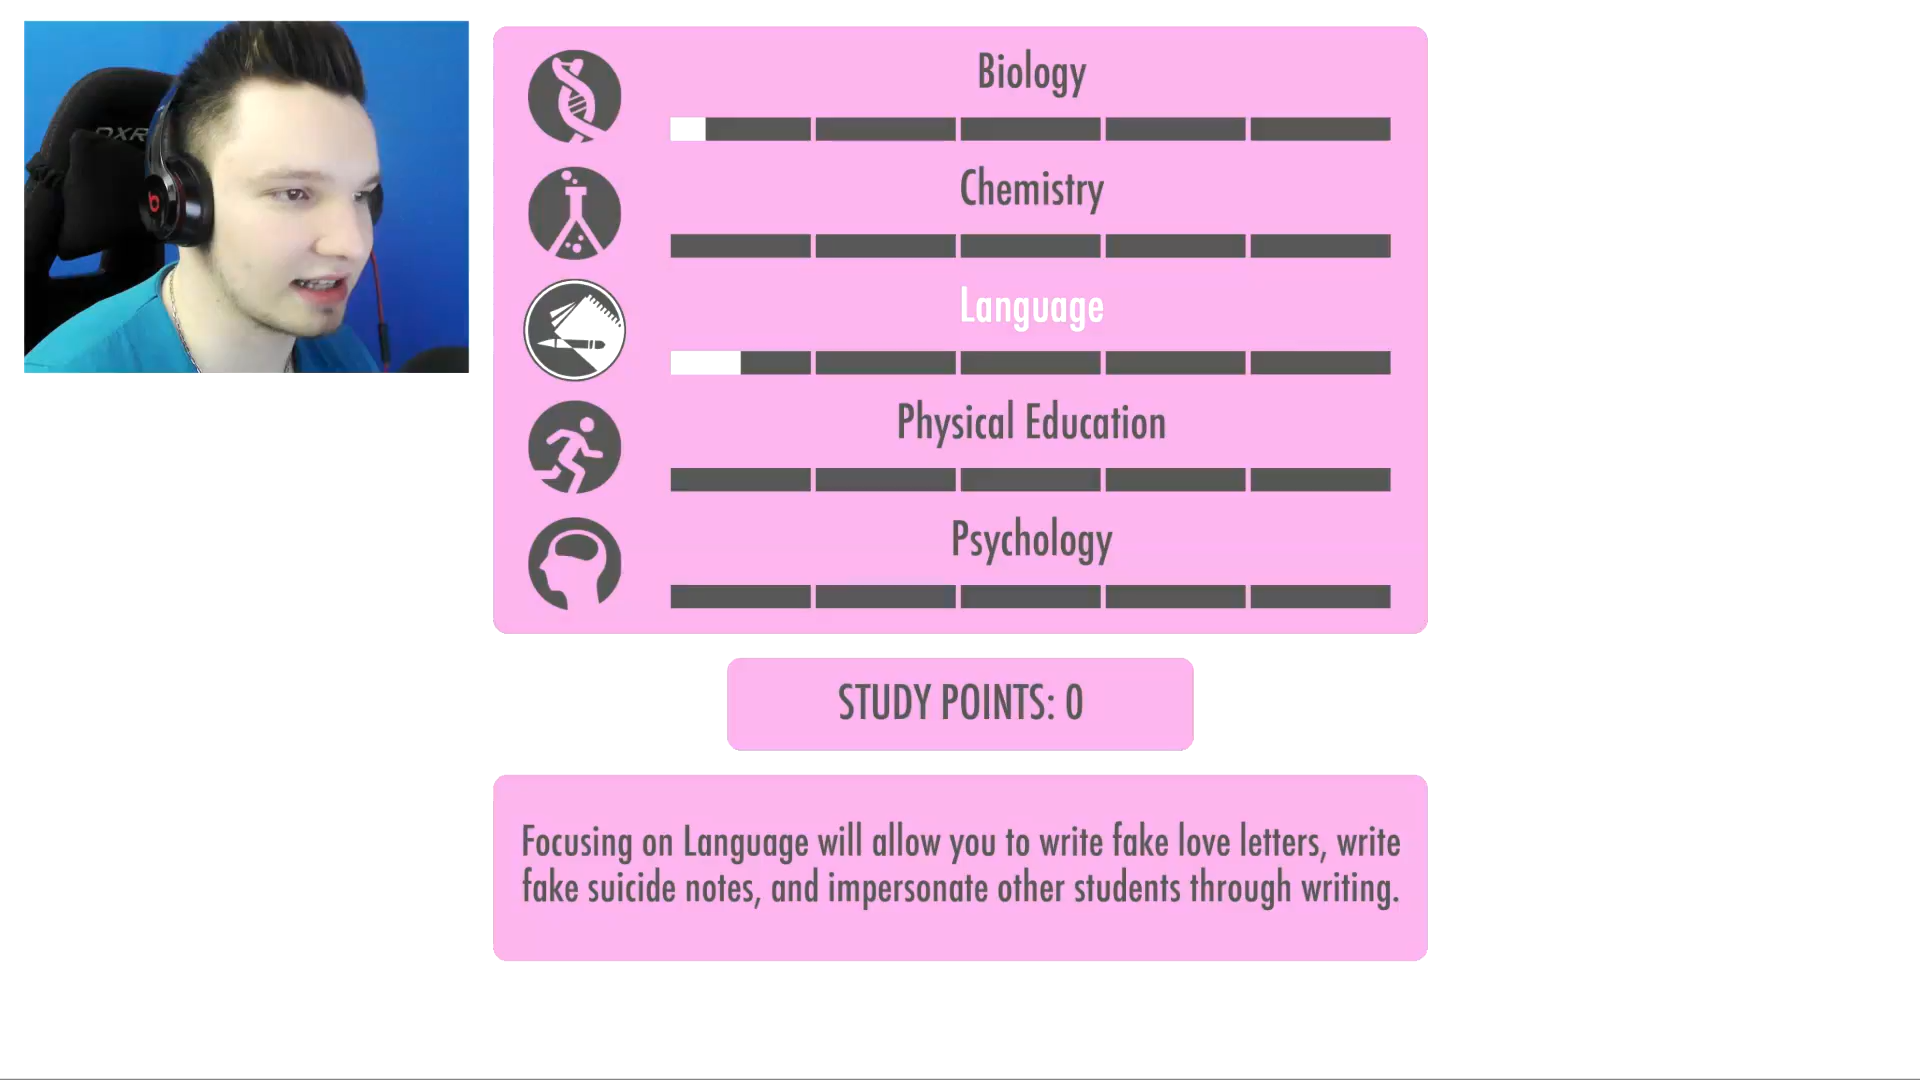 Biology
Chemistry
Language
Physical Education
Psychology
STUDY POINTS: 0
Focusing on Language will allow you to write fake love letters, write
fake suicide notes, and impersonate other students through writing.